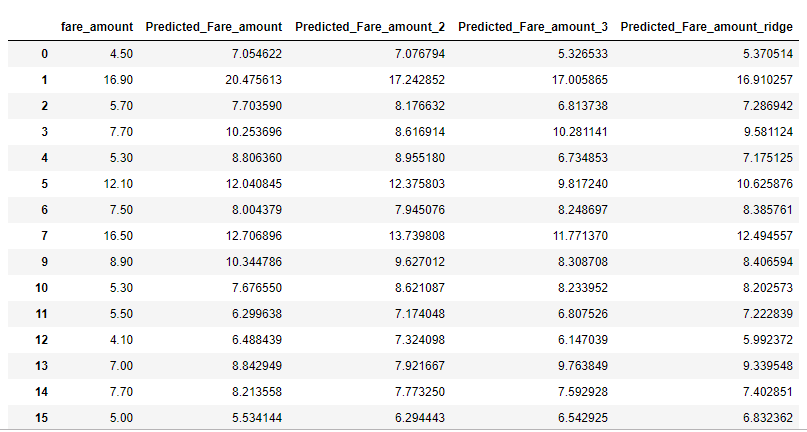 fare_amount Predicted_Fare_amount Predicted_Fare_amount_2 Predicted_Fare_amount_3 Predicted_Fare_amount_ridge
0 4.50 7.054622 7.076794 5.326533 5.370514
1 16.90 20.475613 17.242852 17.005865 16.910257
2 5.70 7.703590 8.176632 6.813738 7.286942
3 7.70 10.253696 8.616914 10.281141 9.581124
4 5.30 8.806360 8.955180 6.734853 7.175125
5 12.10 12.040845 12.375803 9.817240 10.625876
6 7.50 8.004379 7.945076 8.248697 8.385761
7 16.50 12.706896 13.739808 11.771370 12.494557
9 8.90 10.344786 9.627012 8.308708 8.406594
10 5.30 7.676550 8.621087 8.233952 8.202573
11 5.50 6.299638 7.174048 6.807526 7.222839
12 4.10 6.488439 7.324098 6.147039 5.992372
13 7.00 8.842949 7.921667 9.763849 9.339548
14 7.70 8.213558 7.773250 7.592928 7.402851
15 5.00 5.534144 6.294443 6.542925 6.832362